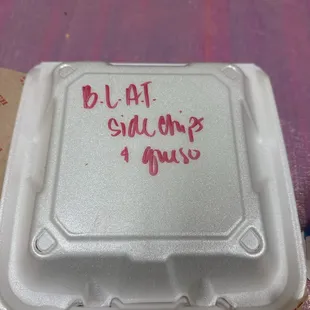 B.L.A.T.
side chips
& queso